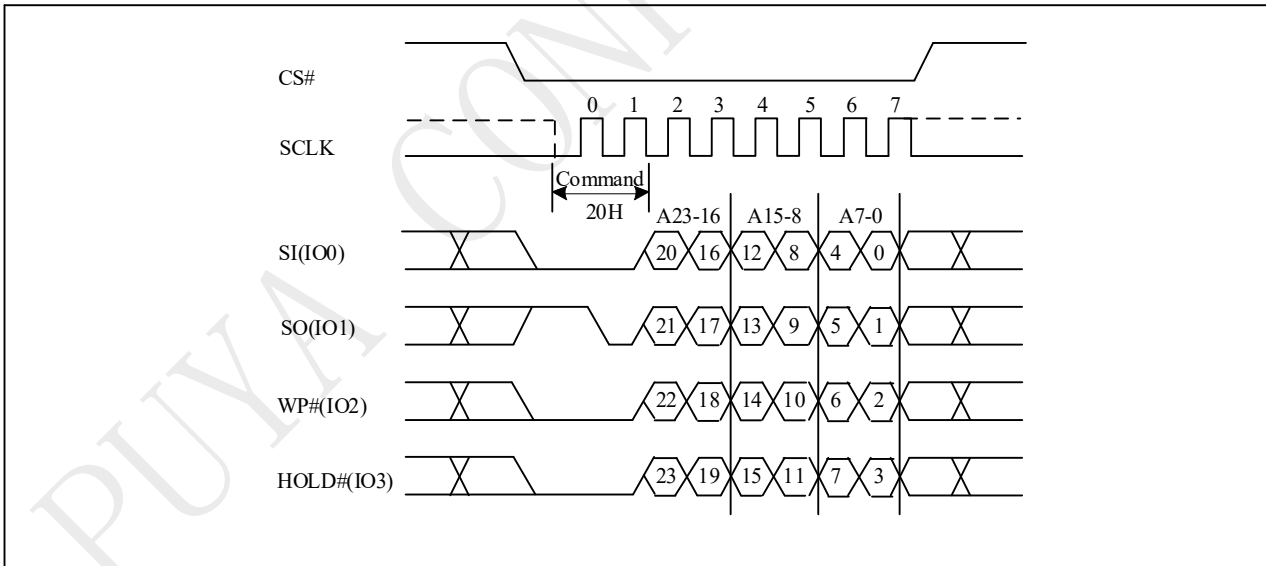 CS#
0 1 2 3 4 5 6 7
SCLK
Command
20H
A23-16 A15-8 A7-0
SI(IO0) 20 16 12 8 4 0
SO(IO1) 21 17 13 9 5 1
WP#(IO2) 22 18 14 10 6 2
HOLD#(IO3) 23 19 15 11 7 3
PUYA CONF